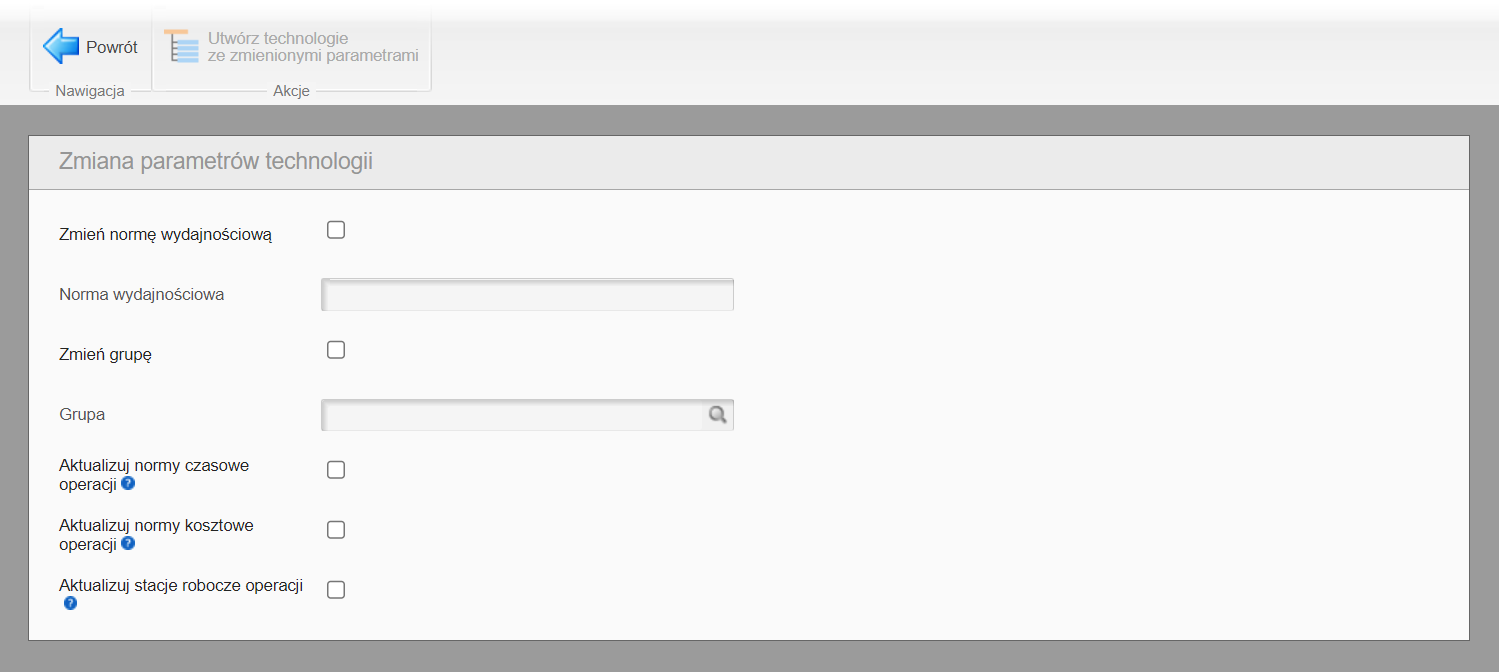 Powrót
Utwórz technologie
ze zmienionymi parametrami
Nawigacja
Akcje
Zmiana parametrów technologii
Zmień normę wydajnościową
Norma wydajnościowa
Zmień grupę
Grupa
Aktualizuj normy czasowe
operacji ?
Aktualizuj normy kosztowe
operacji ?
Aktualizuj stacje robocze operacji
?